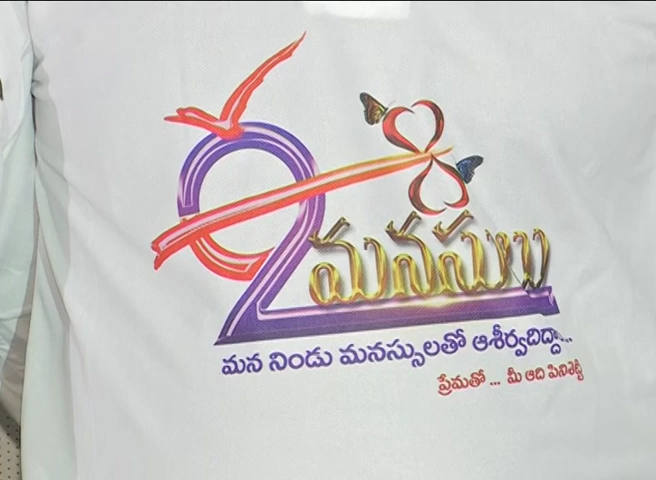 2 మనసులు
మన నిండు మనస్సులతో ఆశీర్వదిద్దా..
ప్రేమతో ... మీ ఆది పినిశెట్టి